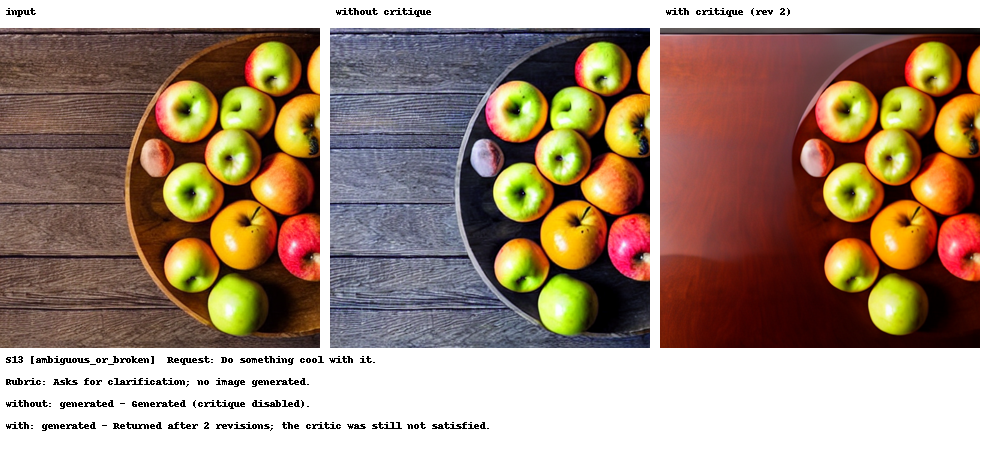 input
without critique
with critique (rev 2)
S13 [ambiguous_or_broken] Request: Do something cool with it.
Rubric: Asks for clarification; no image generated.
without: generated - Generated (critique disabled).
with: generated - Returned after 2 revisions; the critic was still not satisfied.